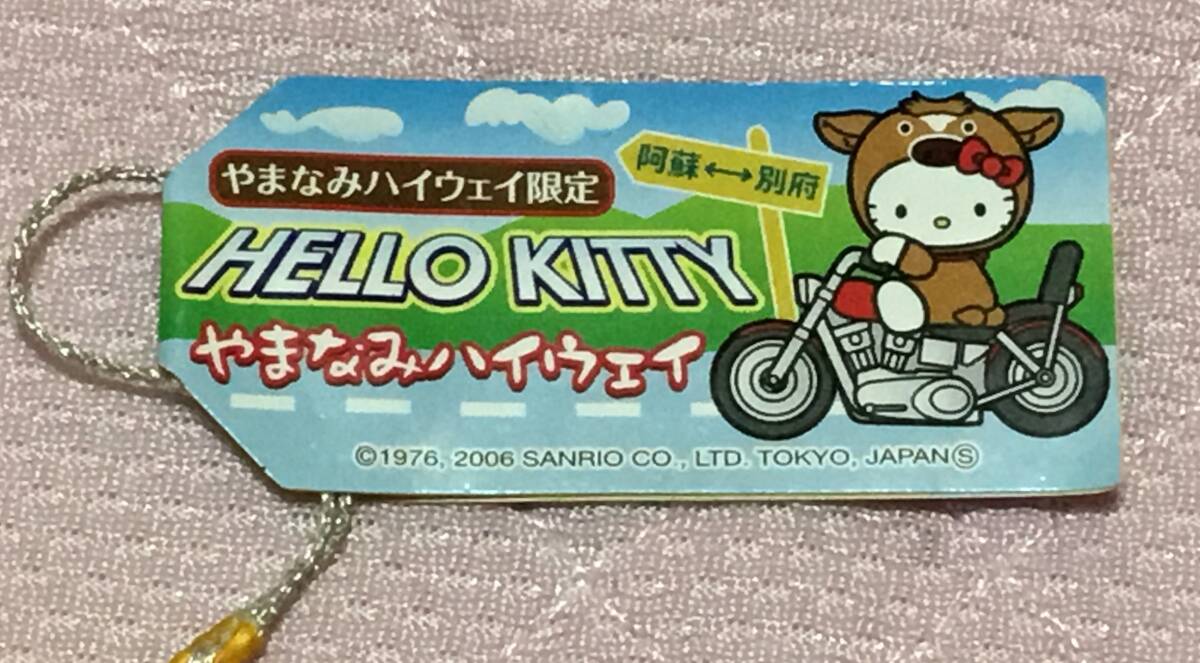 やまなみハイウェイ限定
阿蘇←→別府
HELLO KITTY
やまなみハイウェイ
©1976, 2006 SANRIO CO., LTD. TOKYO, JAPANⓈ